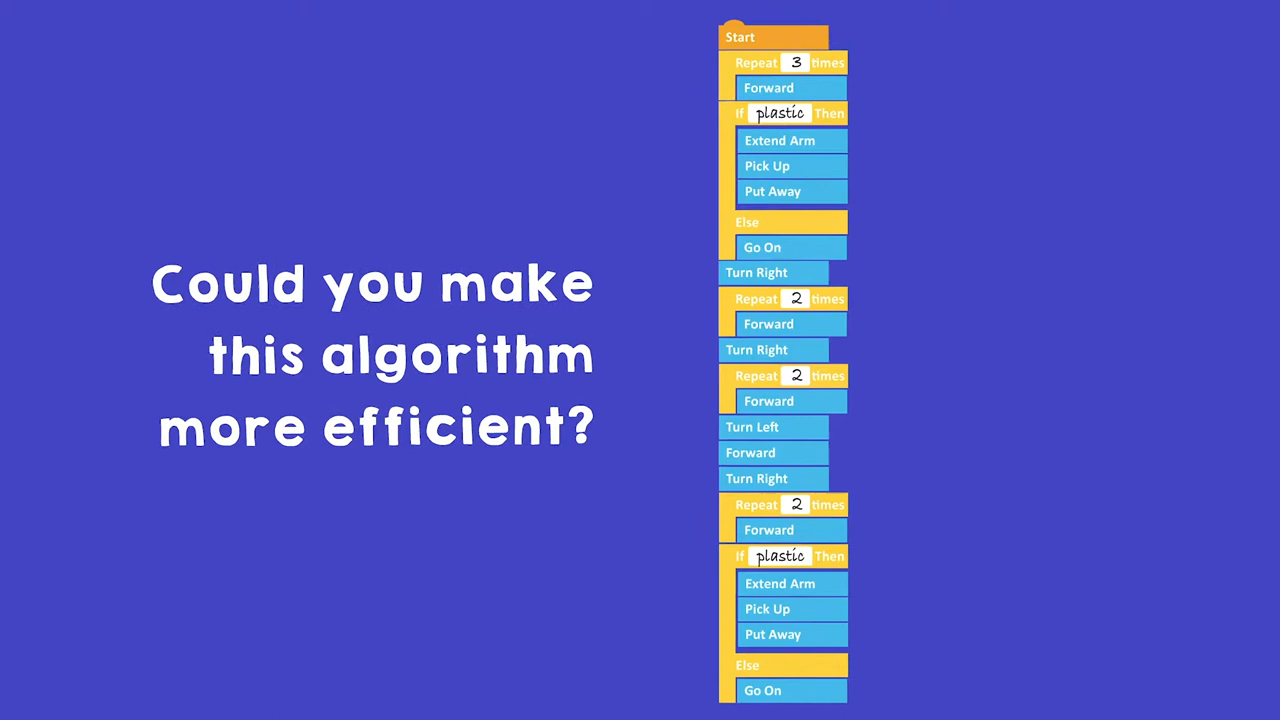 Could you make
this algorithm
more efficient?
Start
Repeat 3 times
Forward
If plastic Then
Extend Arm
Pick Up
Put Away
Else
Go On
Turn Right
Repeat 2 times
Forward
Turn Right
Repeat 2 times
Forward
Turn Left
Forward
Turn Right
Repeat 2 times
Forward
If plastic Then
Extend Arm
Pick Up
Put Away
Else
Go On